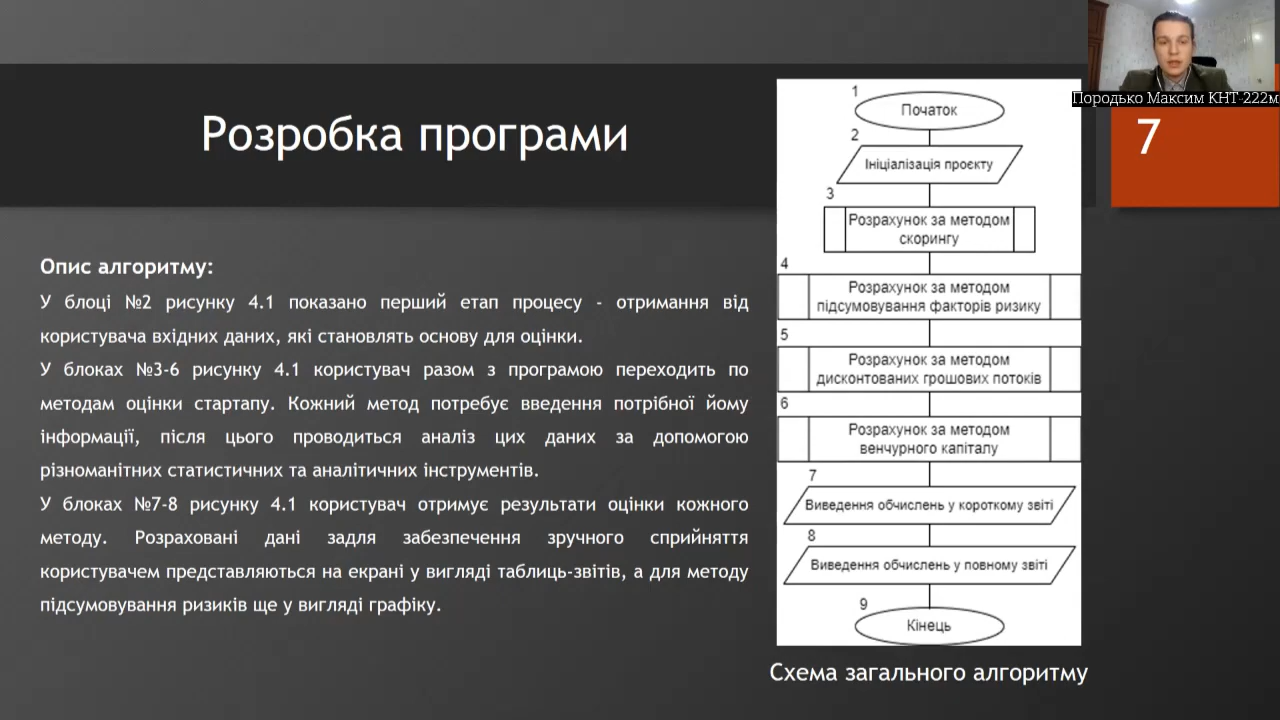 Породько Максим КНТ-222м
7
Розробка програми
Опис алгоритму:
У блоці №2 рисунку 4.1 показано перший етап процесу - отримання від
користувача вхідних даних, які становлять основу для оцінки.
У блоках №3-6 рисунку 4.1 користувач разом з програмою переходить по
методам оцінки стартапу. Кожний метод потребує введення потрібної йому
інформації, після цього проводиться аналіз цих даних за допомогою
різноманітних статистичних та аналітичних інструментів.
У блоках №7-8 рисунку 4.1 користувач отримує результати оцінки кожного
методу. Розраховані дані задля забезпечення зручного сприйняття
користувачем представляються на екрані у вигляді таблиць-звітів, а для методу
підсумовування ризиків ще у вигляді графіку.
1
Початок
2
Ініціалізація проєкту
3
Розрахунок за методом
скорингу
4
Розрахунок за методом
підсумовування факторів ризику
5
Розрахунок за методом
дисконтованих грошових потоків
6
Розрахунок за методом
венчурного капіталу
7
Виведення обчислень у короткому звіті
8
Виведення обчислень у повному звіті
9
Кінець
Схема загального алгоритму